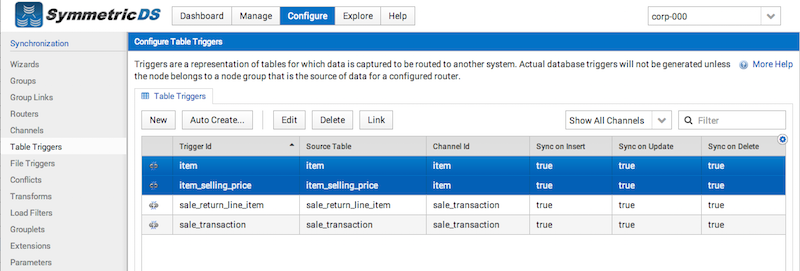 SymmetricDS
Dashboard Manage Configure Explore Help
corp-000
Synchronization
Wizards
Groups
Group Links
Routers
Channels
Table Triggers
File Triggers
Conflicts
Transforms
Load Filters
Grouplets
Extensions
Parameters
Configure Table Triggers
Triggers are a representation of tables for which data is captured to be routed to another system. Actual database triggers will not be generated unless
the node belongs to a node group that is the source of data for a configured router.
More Help
Table Triggers
New Auto Create... Edit Delete Link Show All Channels Filter
Trigger Id Source Table Channel Id Sync on Insert Sync on Update Sync on Delete
item item item true true true
item_selling_price item_selling_price item true true true
sale_return_line_item sale_return_line_item sale_transaction true true true
sale_transaction sale_transaction sale_transaction true true true